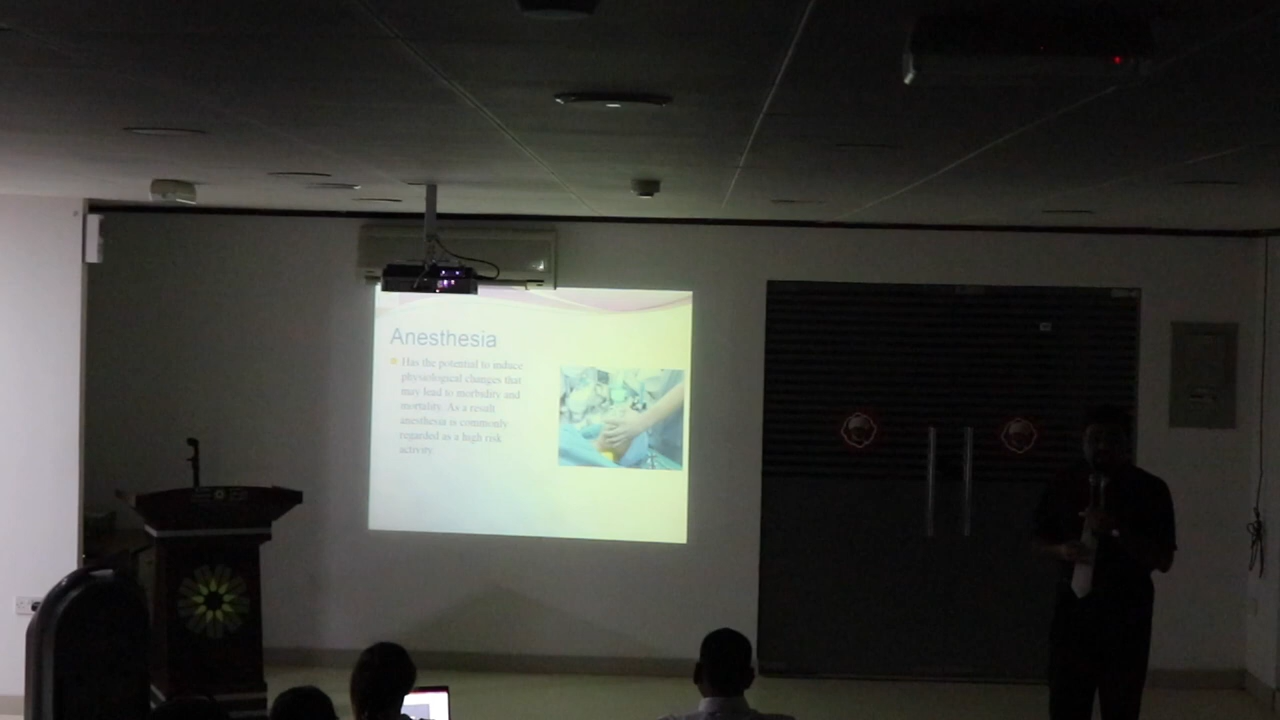 Anesthesia
Has the potential to induce
physiological changes that
may lead to morbidity and
mortality. As a result
anesthesia is commonly
regarded as a high risk
activity.